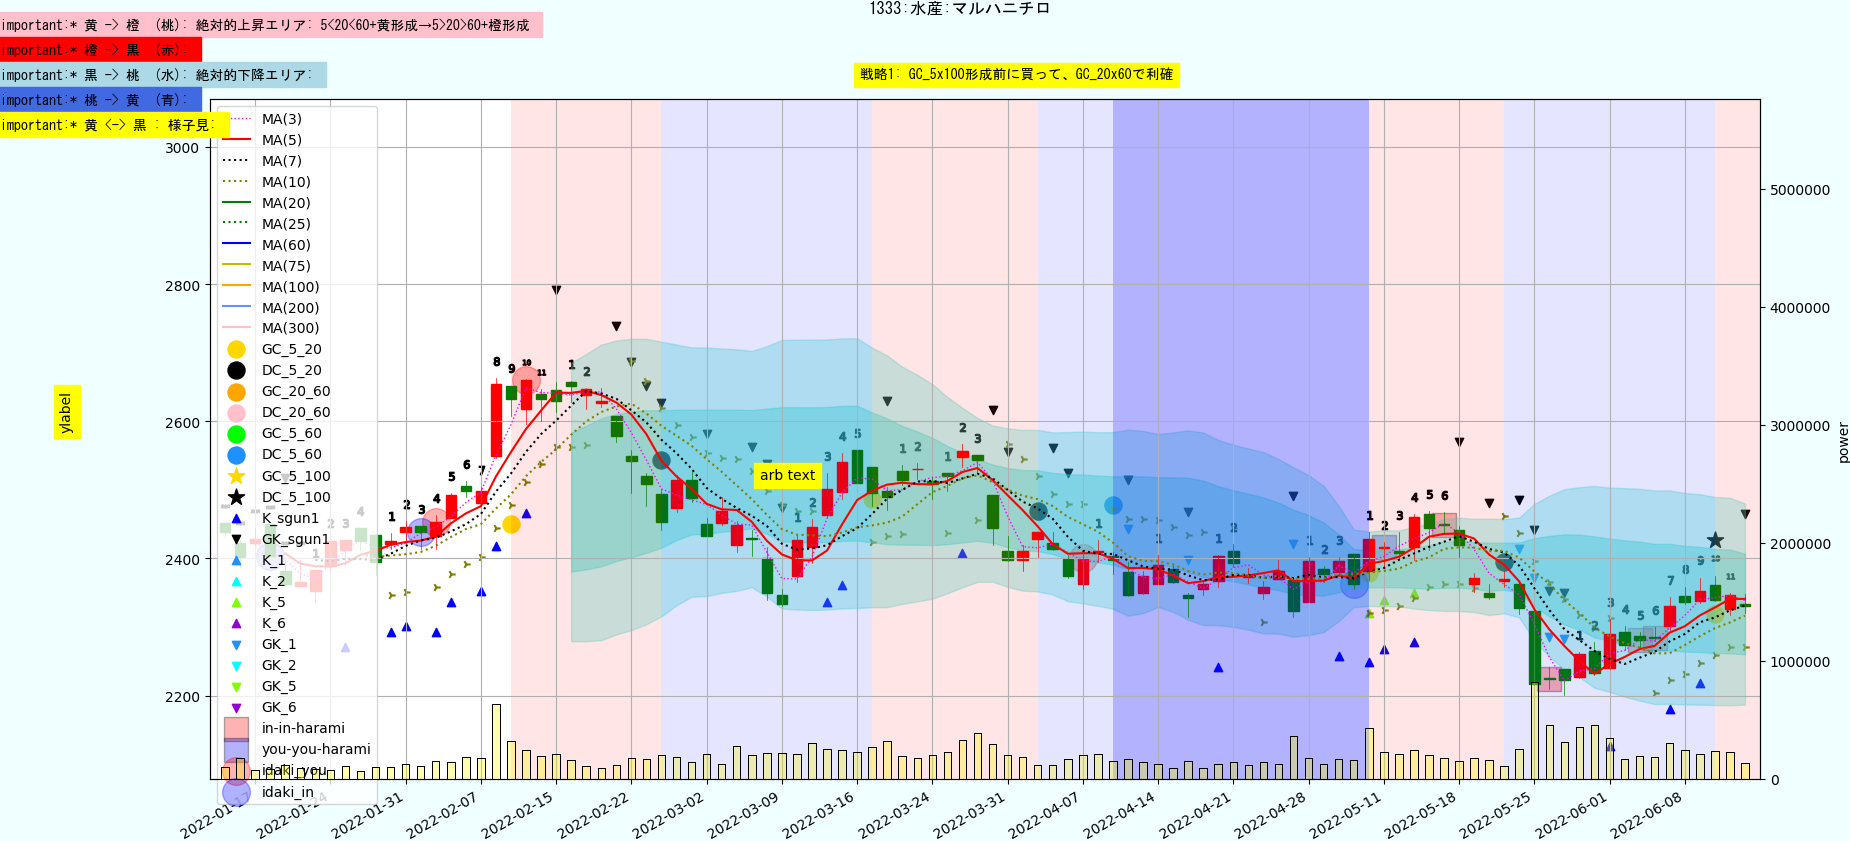 1333:水産:マルハニチロ
important:* 黄 -> 橙 (桃): 絶対的上昇エリア: 5<20<60+黄形成→5>20>60+橙形成
important:* 橙 -> 黒 (赤):
important:* 黒 -> 桃 (水): 絶対的下降エリア:
戦略1: GC_5x100形成前に買って、GC_20x60で利確
important:* 桃 -> 黄 (青):
important:* 黄 <-> 黒 : 様子見:
MA(3)
MA(5)
MA(7)
MA(10)
MA(20)
MA(25)
MA(60)
MA(75)
MA(100)
MA(200)
MA(300)
GC_5_20
DC_5_20
GC_20_60
DC_20_60
GC_5_60
DC_5_60
GC_5_100
DC_5_100
K_sgun1
GK_sgun1
K_1
K_2
K_5
K_6
GK_1
GK_2
GK_5
GK_6
in-in-harami
you-you-harami
idaki_you
idaki_in
3000
2800
2600
2400
2200
ylabel
arb text
5000000
4000000
3000000
2000000
1000000
0
power
2022-01-17
2022-01-24
2022-01-31
2022-02-07
2022-02-15
2022-02-22
2022-03-02
2022-03-09
2022-03-16
2022-03-24
2022-03-31
2022-04-07
2022-04-14
2022-04-21
2022-04-28
2022-05-11
2022-05-18
2022-05-25
2022-06-01
2022-06-08